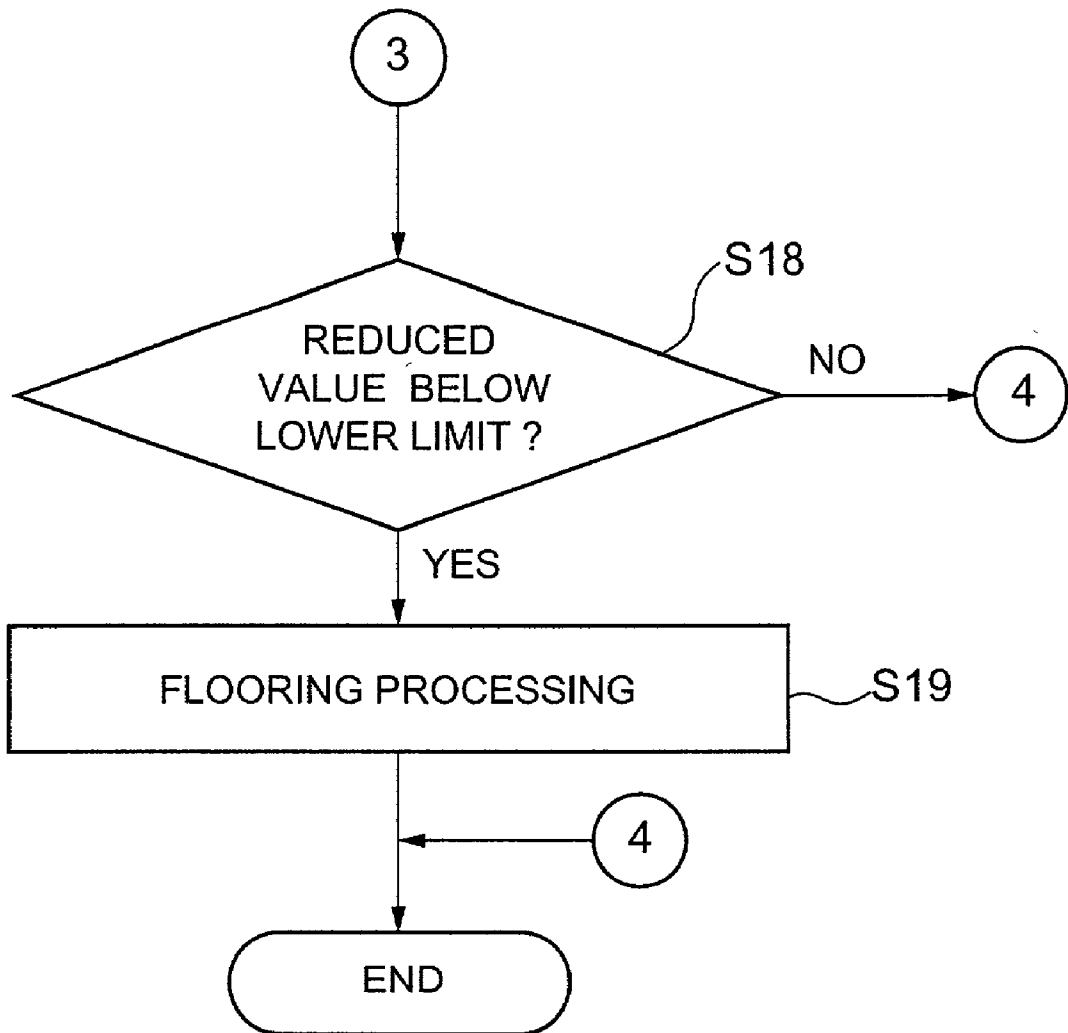 3
S18
REDUCED
VALUE BELOW
LOWER LIMIT ?
NO
4
YES
FLOORING PROCESSING
S19
4
END